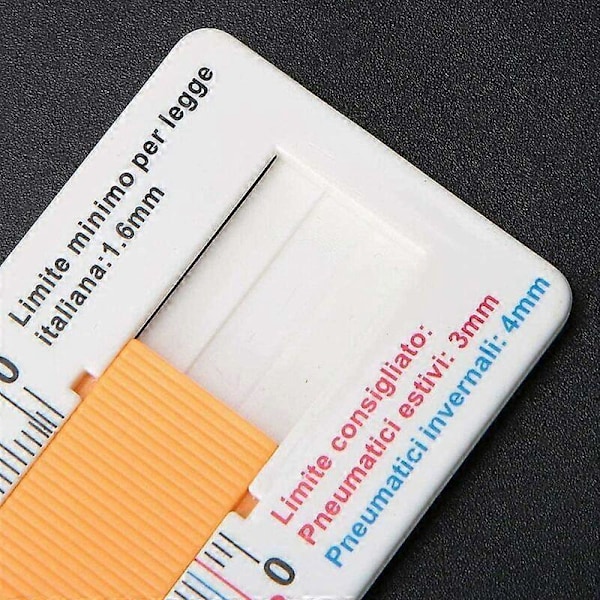 Limite minimo per legge
italiana:1.6mm
Limite consigliato:
Pneumatici estivi: 3mm
Pneumatici invernali: 4mm
0
0